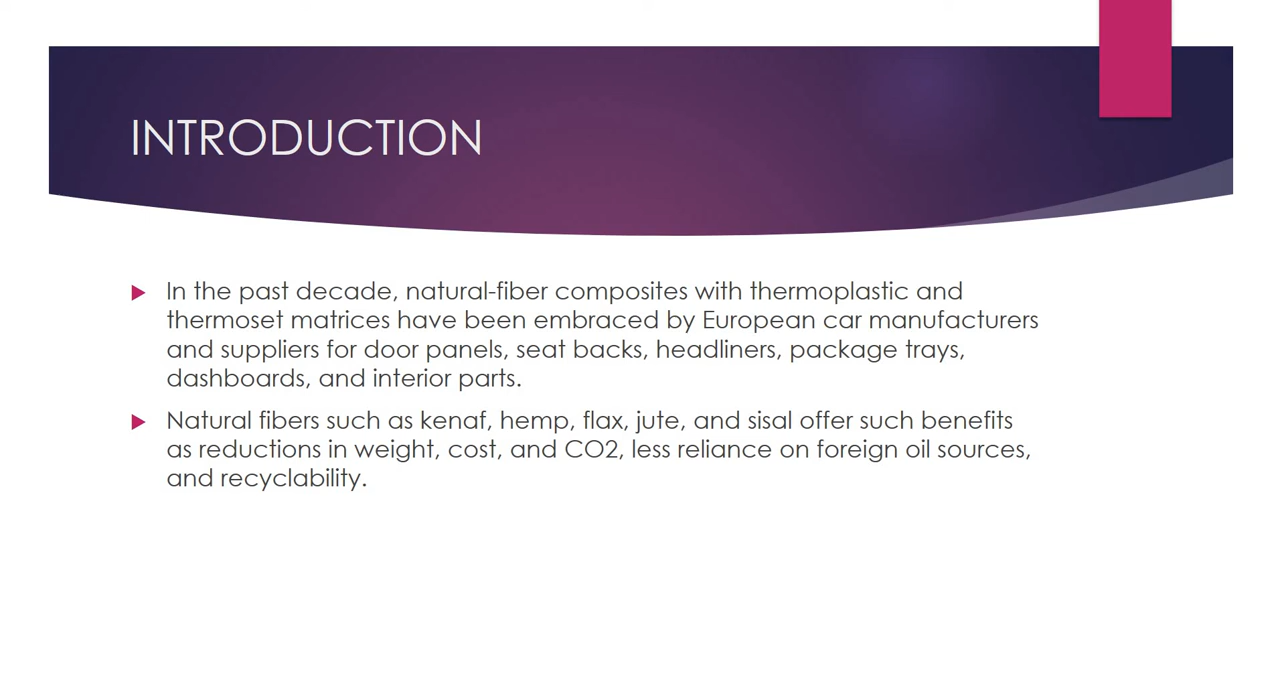 INTRODUCTION
In the past decade, natural-fiber composites with thermoplastic and
thermoset matrices have been embraced by European car manufacturers
and suppliers for door panels, seat backs, headliners, package trays,
dashboards, and interior parts.
Natural fibers such as kenaf, hemp, flax, jute, and sisal offer such benefits
as reductions in weight, cost, and CO2, less reliance on foreign oil sources,
and recyclability.